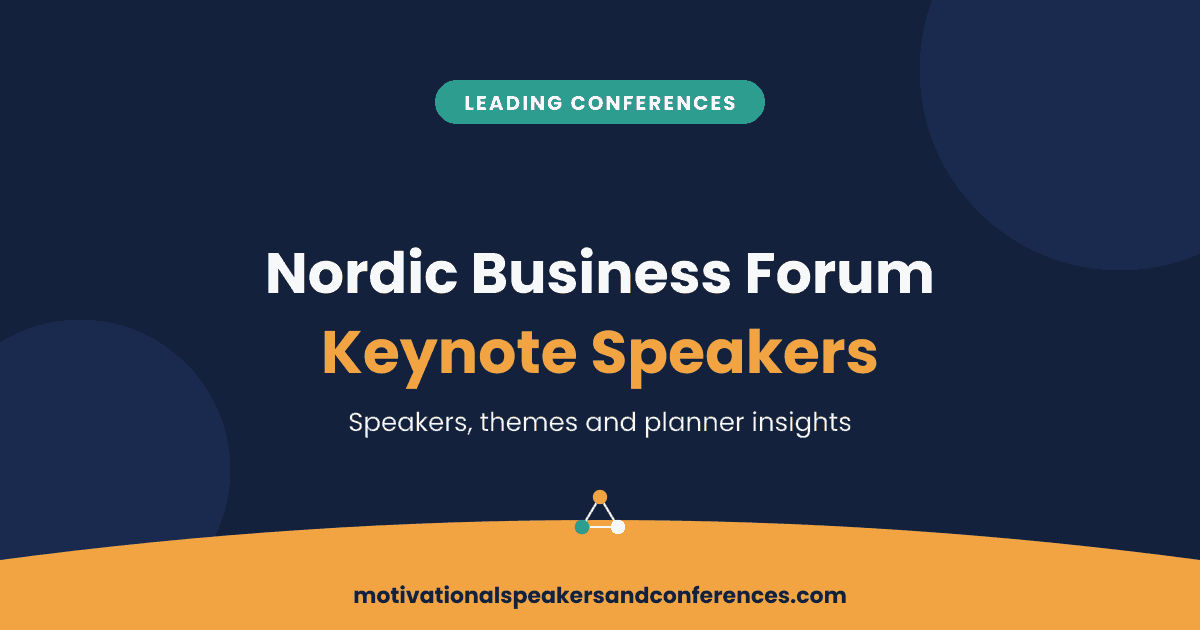 LEADING CONFERENCES
Nordic Business Forum
Keynote Speakers
Speakers, themes and planner insights
motivationalspeakersandconferences.com